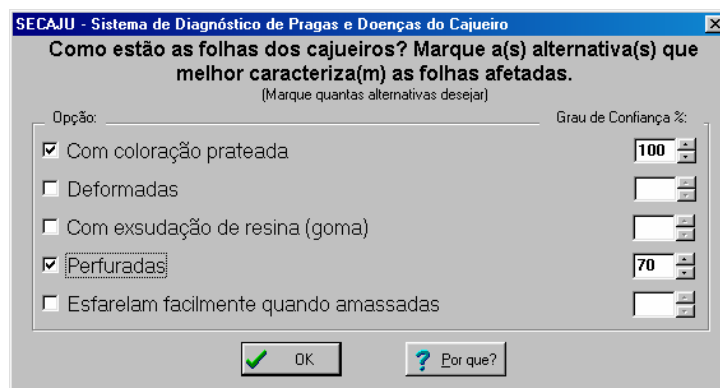 SECAJU - Sistema de Diagnóstico de Pragas e Doenças do Cajueiro
Como estão as folhas dos cajueiros? Marque a(s) alternativa(s) que
melhor caracteriza(m) as folhas afetadas.
(Marque quantas alternativas desejar)
Opção: Grau de Confiança %:
Com coloração prateada 100
Deformadas
Com exsudação de resina (goma)
Perfuradas 70
Esfarelam facilmente quando amassadas
OK ? Por que?